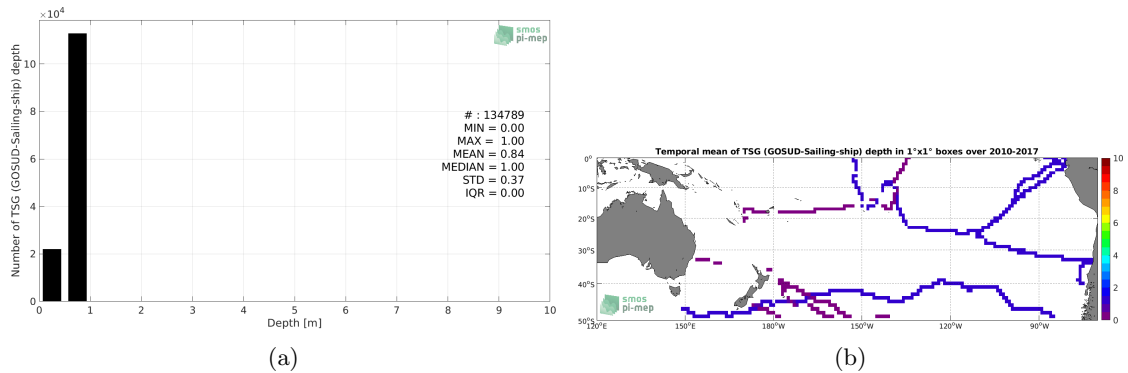 ×10⁴
smos
pi-mep
Number of TSG (GOSUD-Sailing-ship) depth
10
8
6
4
2
0
# : 134789
MIN = 0.00
MAX = 1.00
MEAN = 0.84
MEDIAN = 1.00
STD = 0.37
IQR = 0.00
0 1 2 3 4 5 6 7 8 9 10
Depth [m]
(a)
Temporal mean of TSG (GOSUD-Sailing-ship) depth in 1°x1° boxes over 2010-2017
0°
10°S
20°S
30°S
40°S
50°S
smos
pi-mep
120°E 150°E 180°W 150°W 120°W 90°W
10
8
6
4
2
0
(b)